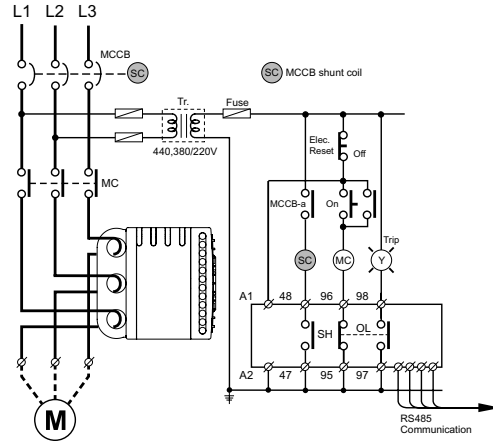 L1 L2 L3
MCCB
SC
SC MCCB shunt coil
Tr.
Fuse
440,380/220V
Elec.
Reset
Off
MC
MCCB-a
On
Trip
SC
MC
Y
A1 48 96 98
SH OL
A2 47 95 97
RS485
Communication
M